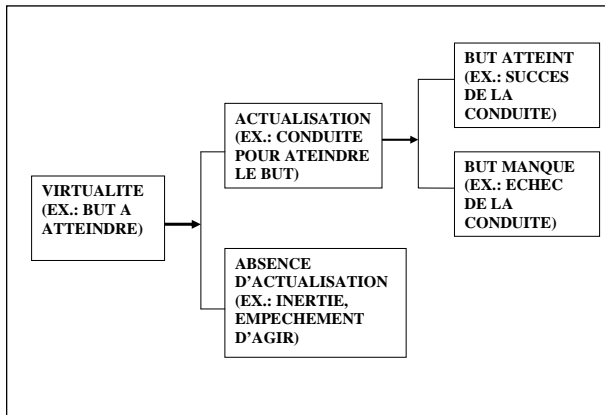 VIRTUALITE
(EX.: BUT A
ATTEINDRE)
ACTUALISATION
(EX.: CONDUITE
POUR ATEINDRE
LE BUT)
ABSENCE
D’ACTUALISATION
(EX.: INERTIE,
EMPECHEMENT
D’AGIR)
BUT ATTEINT
(EX.: SUCCES
DE LA
CONDUITE)
BUT MANQUE
(EX.: ECHEC
DE LA
CONDUITE)